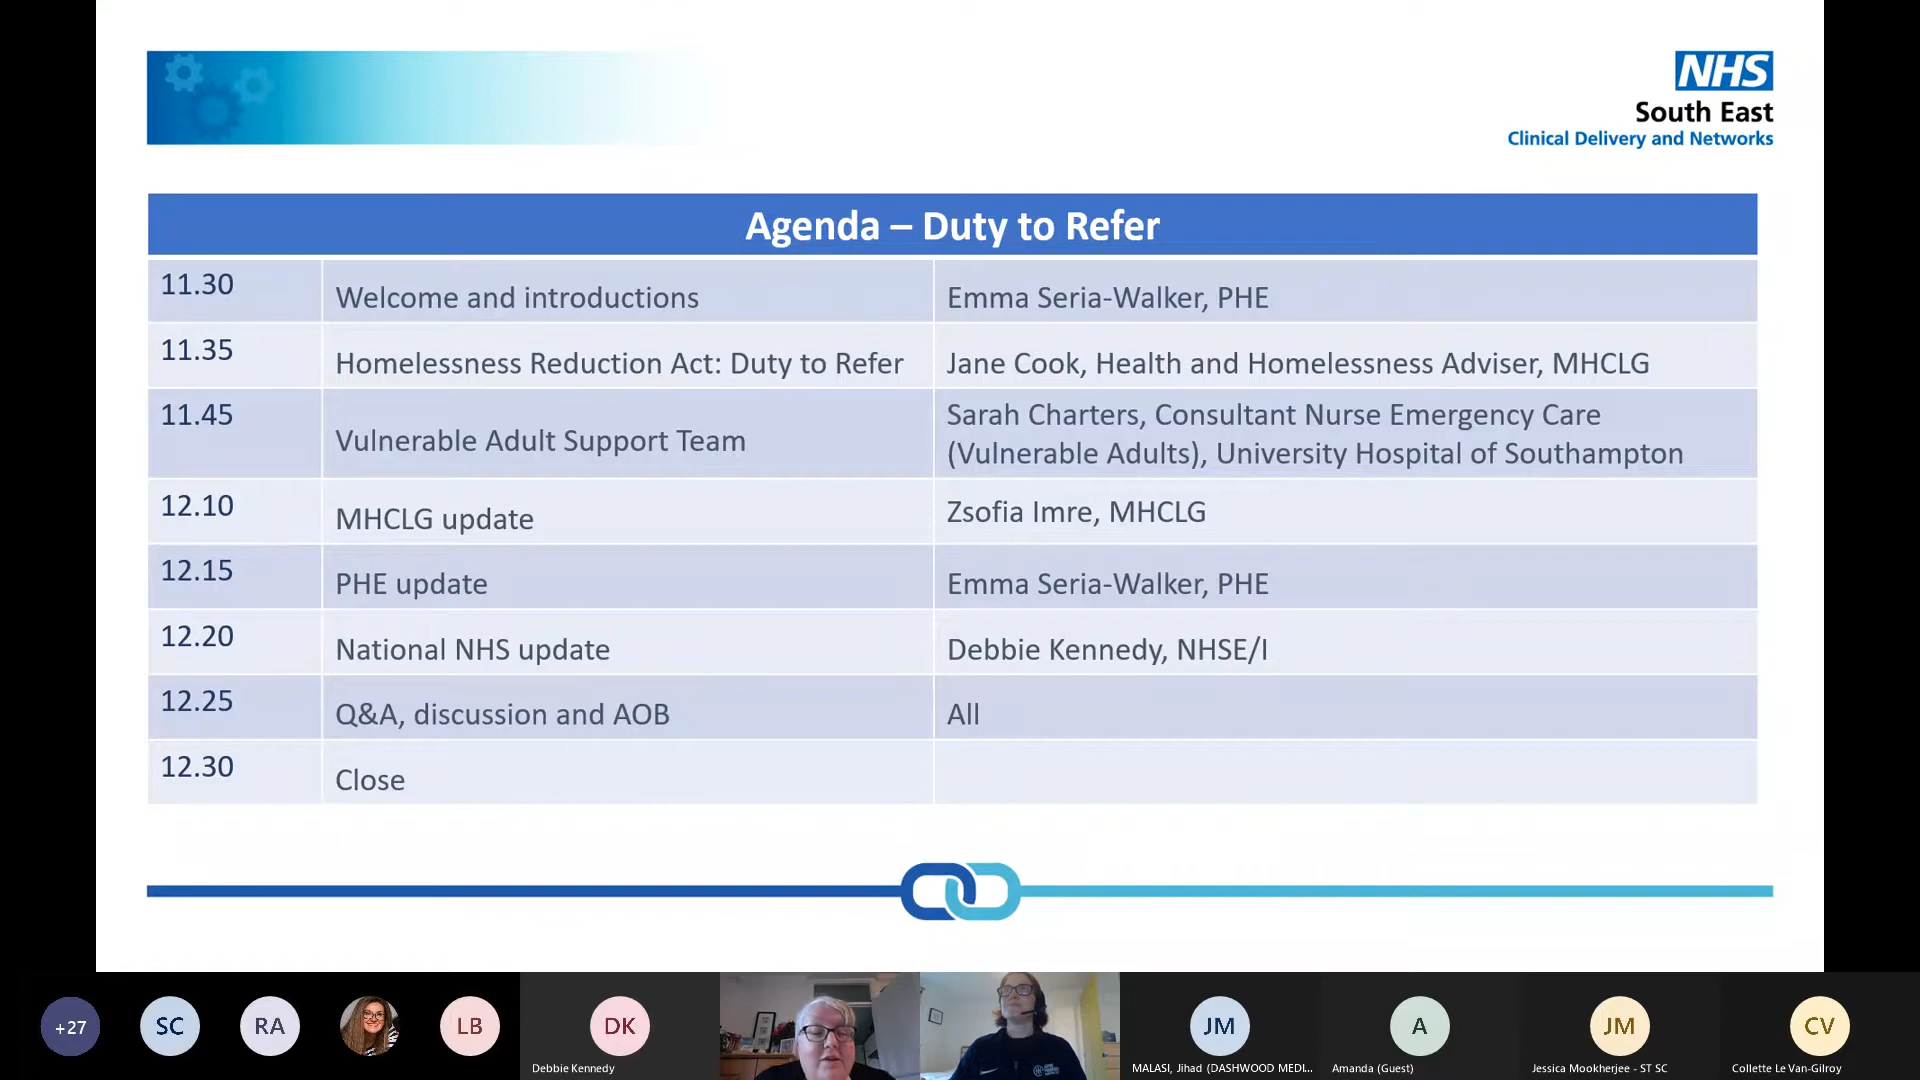 NHS
South East
Clinical Delivery and Networks
Agenda – Duty to Refer
11.30 Welcome and introductions Emma Seria-Walker, PHE
11.35 Homelessness Reduction Act: Duty to Refer Jane Cook, Health and Homelessness Adviser, MHCLG
11.45 Vulnerable Adult Support Team Sarah Charters, Consultant Nurse Emergency Care
(Vulnerable Adults), University Hospital of Southampton
12.10 MHCLG update Zsofia Imre, MHCLG
12.15 PHE update Emma Seria-Walker, PHE
12.20 National NHS update Debbie Kennedy, NHSE/I
12.25 Q&A, discussion and AOB All
12.30 Close
+27 SC RA LB DK JM A JM CV
Debbie Kennedy MALASI, Jihad (DASHWOOD MEDI... Amanda (Guest) Jessica Mookherjee - ST SC Collette Le Van-Gilroy